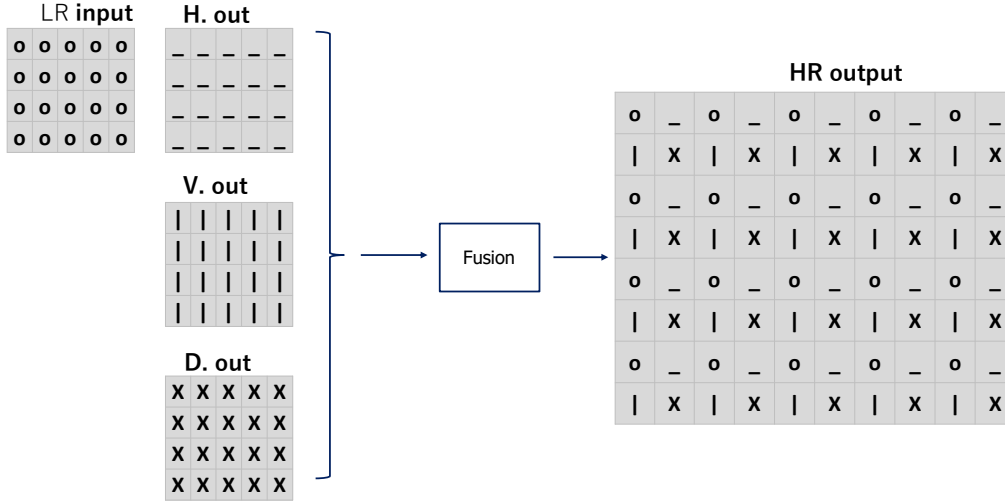 LR input
o o o o o
o o o o o
o o o o o
o o o o o
H. out
_ _ _ _ _
_ _ _ _ _
_ _ _ _ _
_ _ _ _ _
V. out
| | | | |
| | | | |
| | | | |
| | | | |
D. out
X X X X X
X X X X X
X X X X X
X X X X X
Fusion
HR output
o _ o _ o _ o _ o _
| X | X | X | X | X
o _ o _ o _ o _ o _
| X | X | X | X | X
o _ o _ o _ o _ o _
| X | X | X | X | X
o _ o _ o _ o _ o _
| X | X | X | X | X